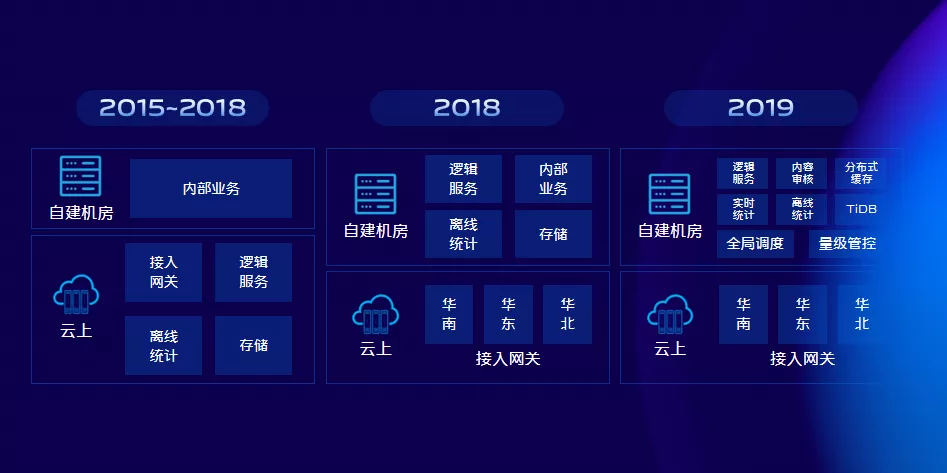 2015~2018
自建机房
内部业务
云上
接入
网关
逻辑
服务
离线
统计
存储
2018
自建机房
逻辑
服务
内部
业务
离线
统计
存储
云上
华
南
华
东
华
北
接入网关
2019
自建机房
逻辑
服务
内容
审核
分布式
缓存
实时
统计
离线
统计
TiDB
全局调度
量级管控
云上
华
南
华
东
华
北
接入网关